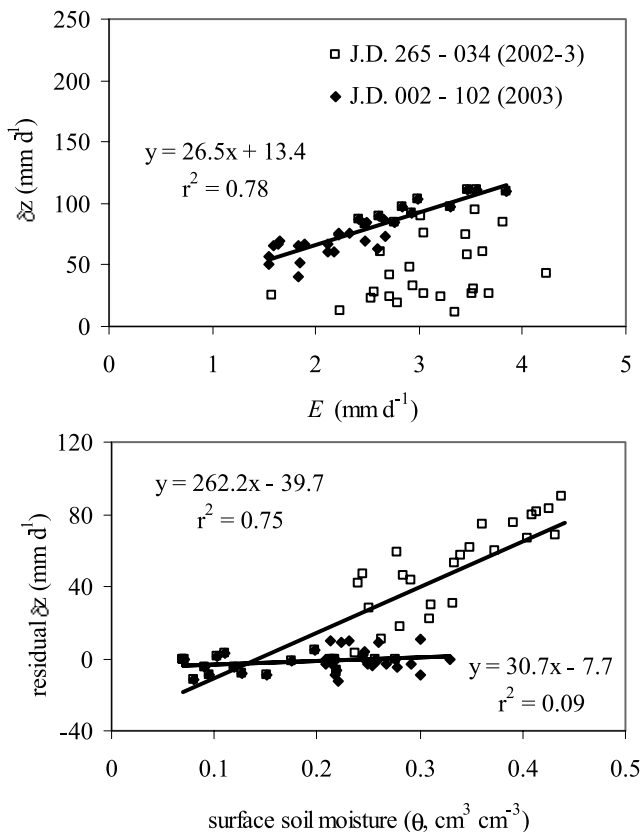 250
200
150
100
50
0
δz (mm d¹)
□ J.D. 265 - 034 (2002-3)
◆ J.D. 002 - 102 (2003)
y = 26.5x + 13.4
r² = 0.78
0 1 2 3 4 5
E (mm d⁻¹)
120
80
40
0
-40
residual δz (mm d¹)
y = 262.2x - 39.7
r² = 0.75
y = 30.7x - 7.7
r² = 0.09
0 0.1 0.2 0.3 0.4 0.5
surface soil moisture (θ, cm³ cm⁻³)